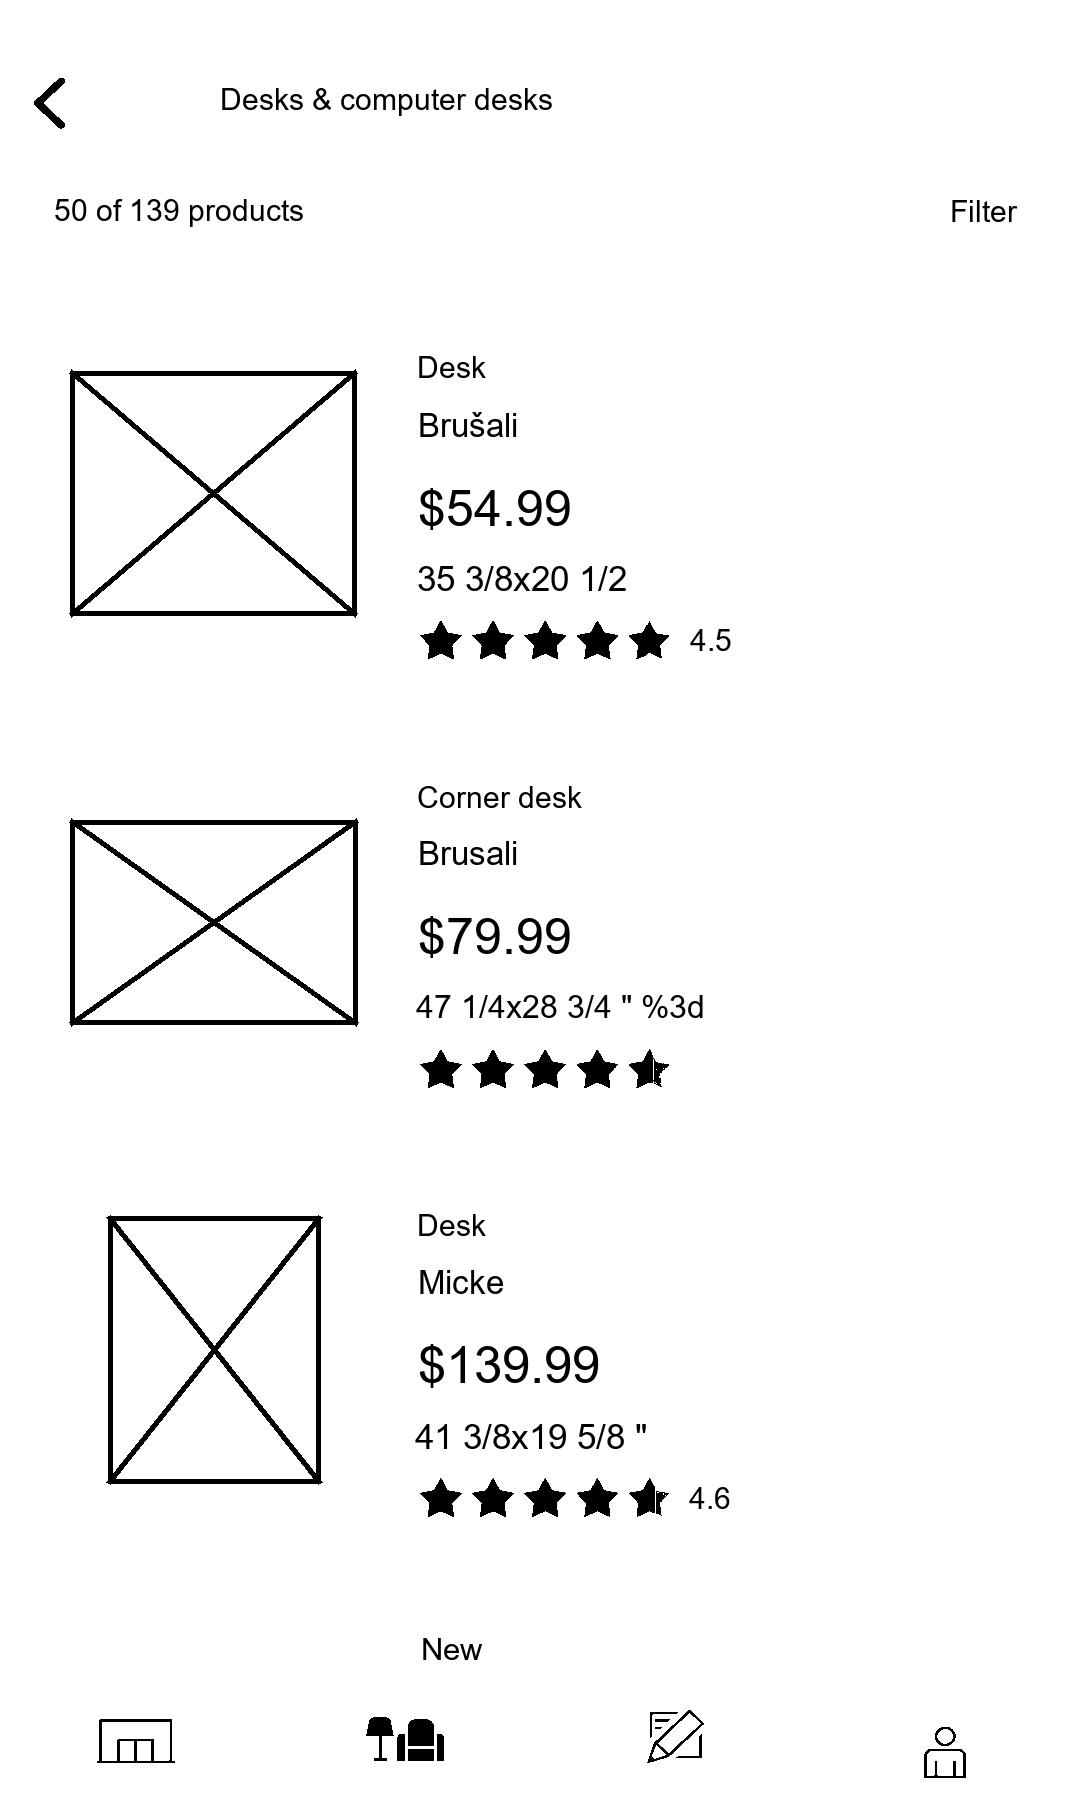 Desks & computer desks
50 of 139 products
Filter
Desk
Brušali
$54.99
35 3/8x20 1/2
4.5
Corner desk
Brusali
$79.99
47 1/4x28 3/4 " %3d
Desk
Micke
$139.99
41 3/8x19 5/8 "
4.6
New